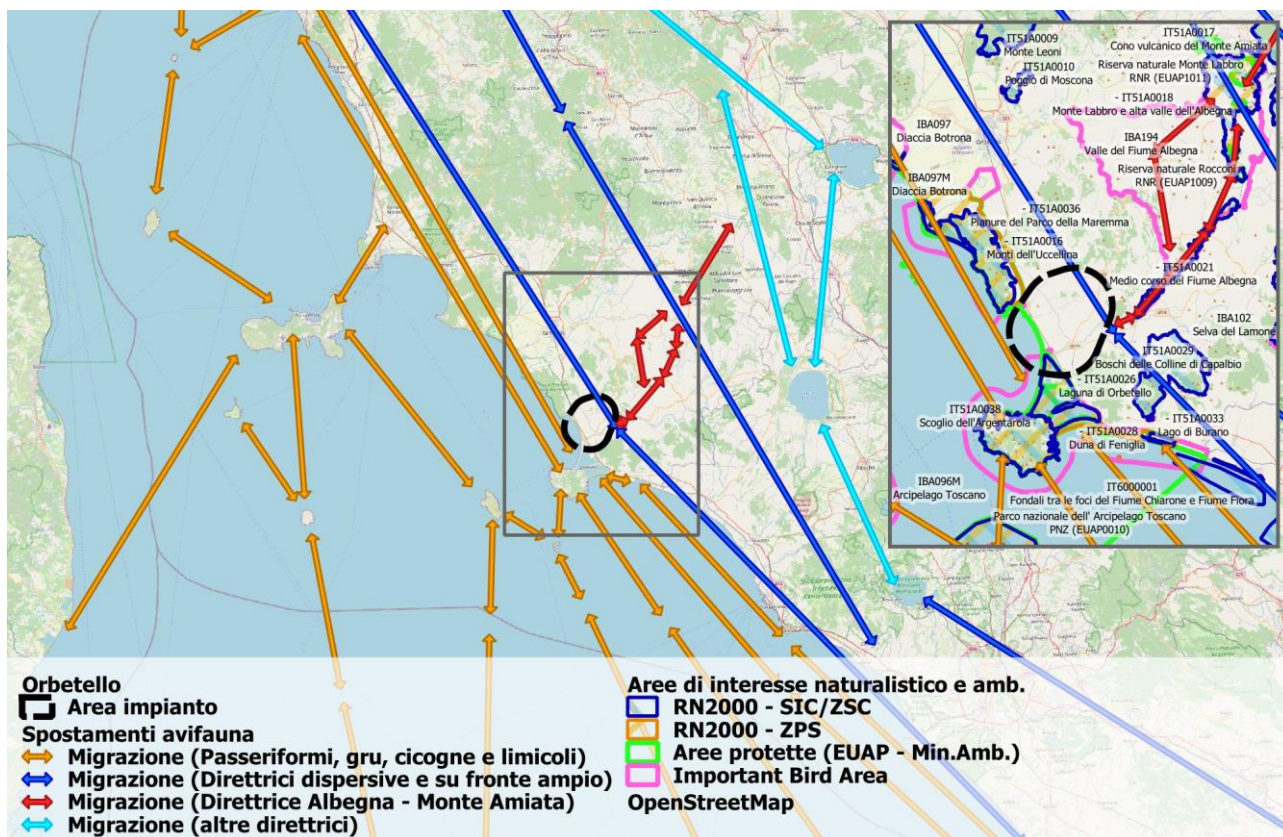 IT51A0009
Monte Leoni
IT51A0010
Poggio di Moscona
IT51A0017
Cono vulcanico del Monte Amiata
Riserva naturale Monte Labbro
RNR (EUAP1011)
- IT51A0018
Monte Labbro e alta valle dell'Albegna
IBA097
Diaccia Botrona
IBA194
Valle del Fiume Albegna
Riserva naturale Rocconi
RNR (EUAP1009)
IBA097M
Diaccia Botrona
- IT51A0036
Pianure del Parco della Maremma
- IT51A0016
Monti dell'Uccellina
- IT51A0021
Medio corso del Fiume Albegna
IBA102
Selva del Lamone
IT51A0029
Boschi delle Colline di Capalbio
- IT51A0026
Laguna di Orbetello
IT51A0038
Scoglio dell'Argentarola
- IT51A0033
Lago di Burano
- IT51A0028
Duna di Feniglia
IBA096M
Arcipelago Toscano
IT6000001
Fondali tra le foci del Fiume Chiarone e Fiume Fiora
Parco nazionale dell' Arcipelago Toscano
PNZ (EUAP0010)
Orbetello
Area impianto
Spostamenti avifauna
Migrazione (Passeriformi, gru, cicogne e limicoli)
Migrazione (Direttrici dispersive e su fronte ampio)
Migrazione (Direttrice Albegna - Monte Amiata)
Migrazione (altre direttrici)
Aree di interesse naturalistico e amb.
RN2000 - SIC/ZSC
RN2000 - ZPS
Aree protette (EUAP - Min.Amb.)
Important Bird Area
OpenStreetMap